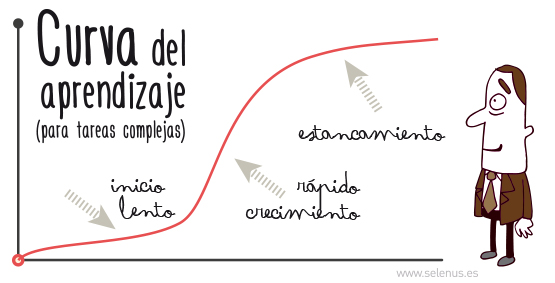 Curva del
aprendizaje
(para tareas complejas)
estancamiento
inicio
lento
rápido
crecimiento
www.selenus.es